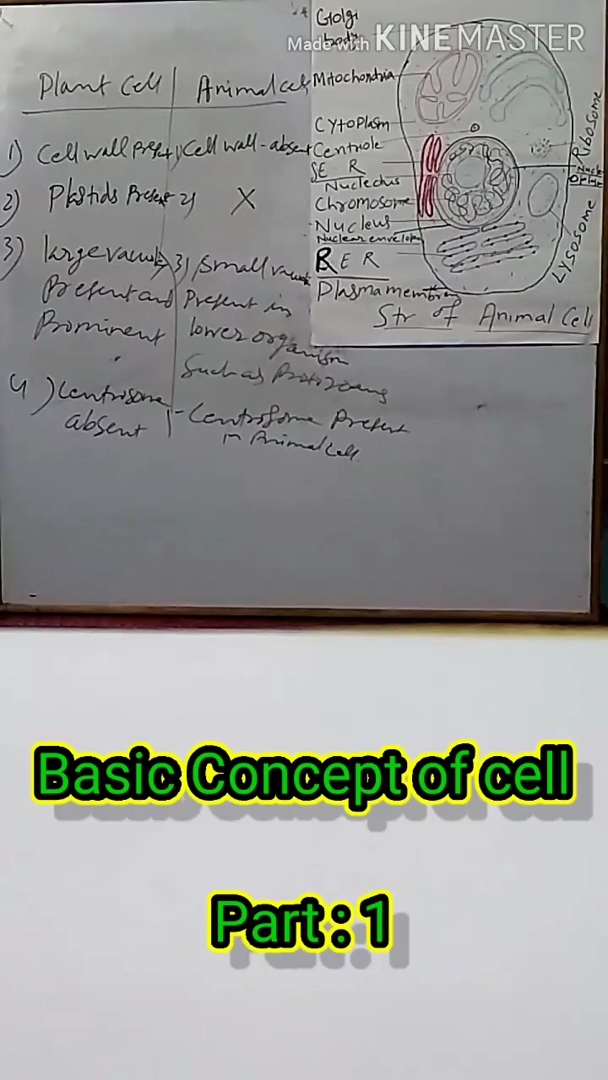 Golgi
body
Made with KINEMASTER
Plant Cell | Animal cell
Mitochondria
Cytoplasm
Centriole
SER
Nucleolus
Chromosome
Nucleus
Nuclear envelope
RER
Plasma membrane
Ribosome
Lysosome
Str of Animal Cell
1) Cell wall present
1) Cell wall - absent
2) Plastids Present
2) X
3) large vacuole
Present and
Prominent
3) small vacuole
Present in
lower organism
Such as Protozoans
4) Centrosome
absent
- Centrosome Present
in Animal cell
Basic Concept of cell
Part : 1